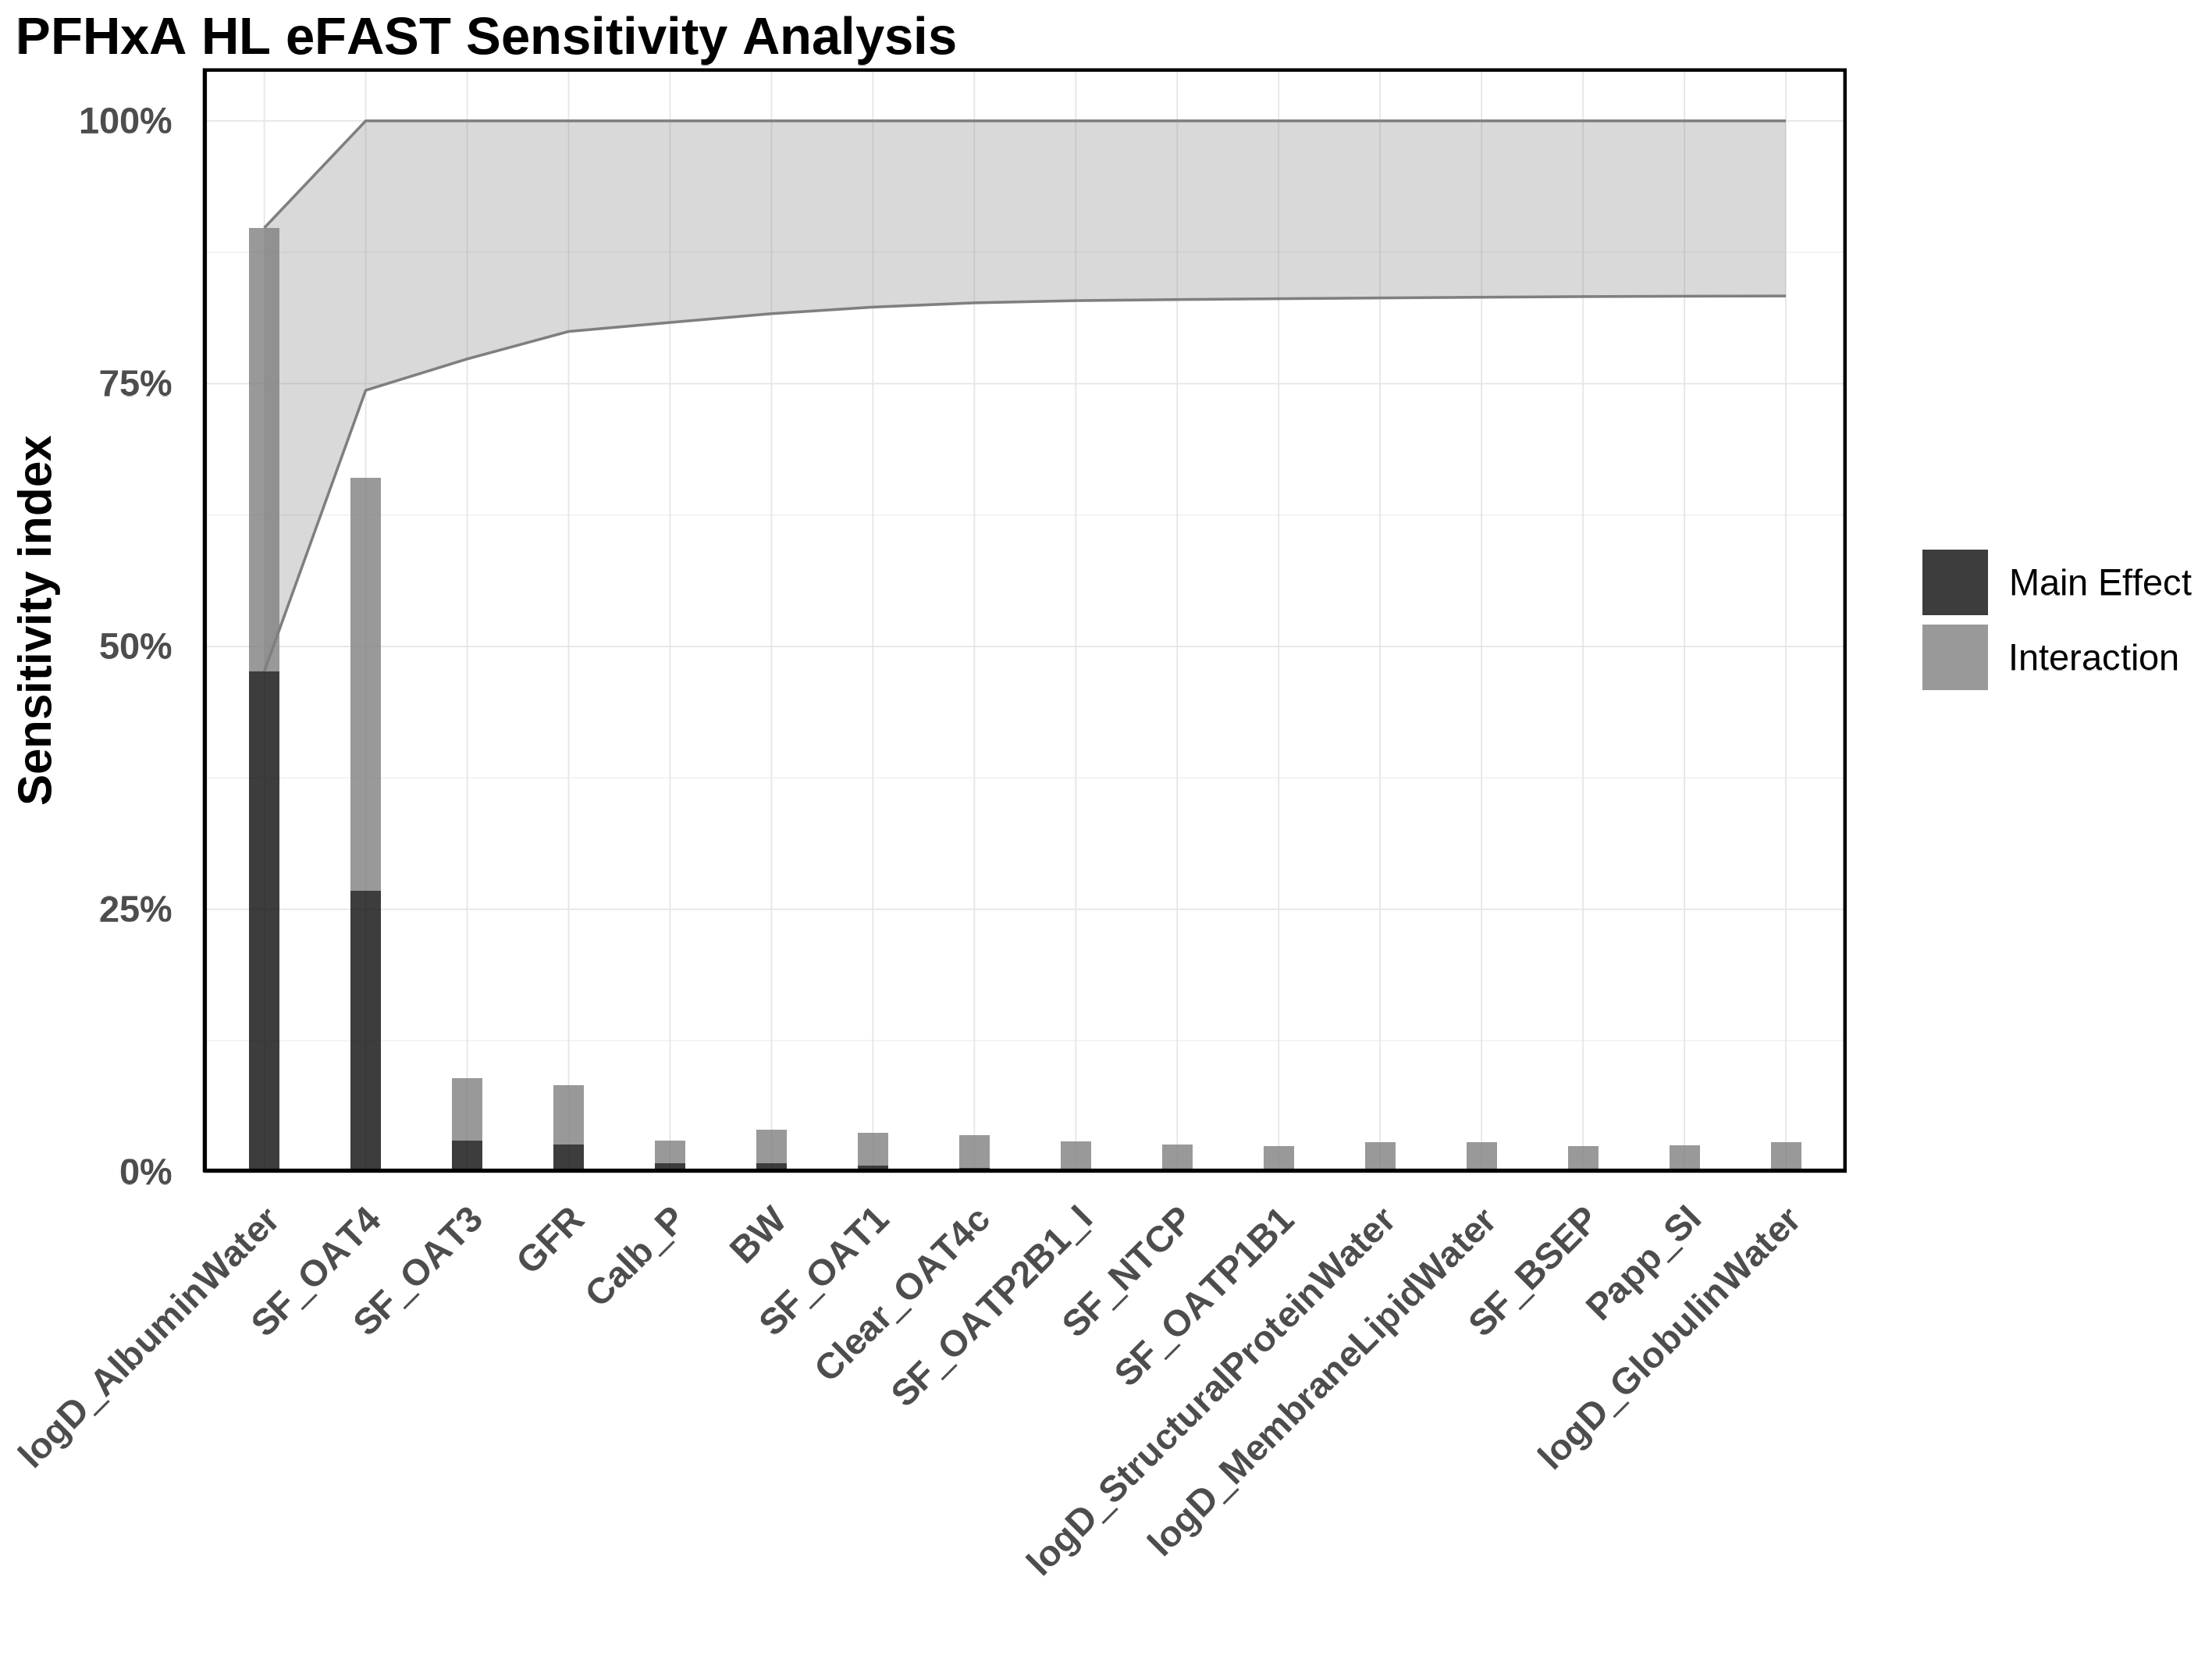 PFHxA HL eFAST Sensitivity Analysis
Sensitivity index
100%
75%
50%
25%
0%
logD_AlbuminWater
SF_OAT4
SF_OAT3
GFR
Calb_P
BW
SF_OAT1
Clear_OAT4c
SF_OATP2B1_I
SF_NTCP
SF_OATP1B1
logD_StructuralProteinWater
logD_MembraneLipidWater
SF_BSEP
Papp_SI
logD_GlobulinWater
Main Effect
Interaction